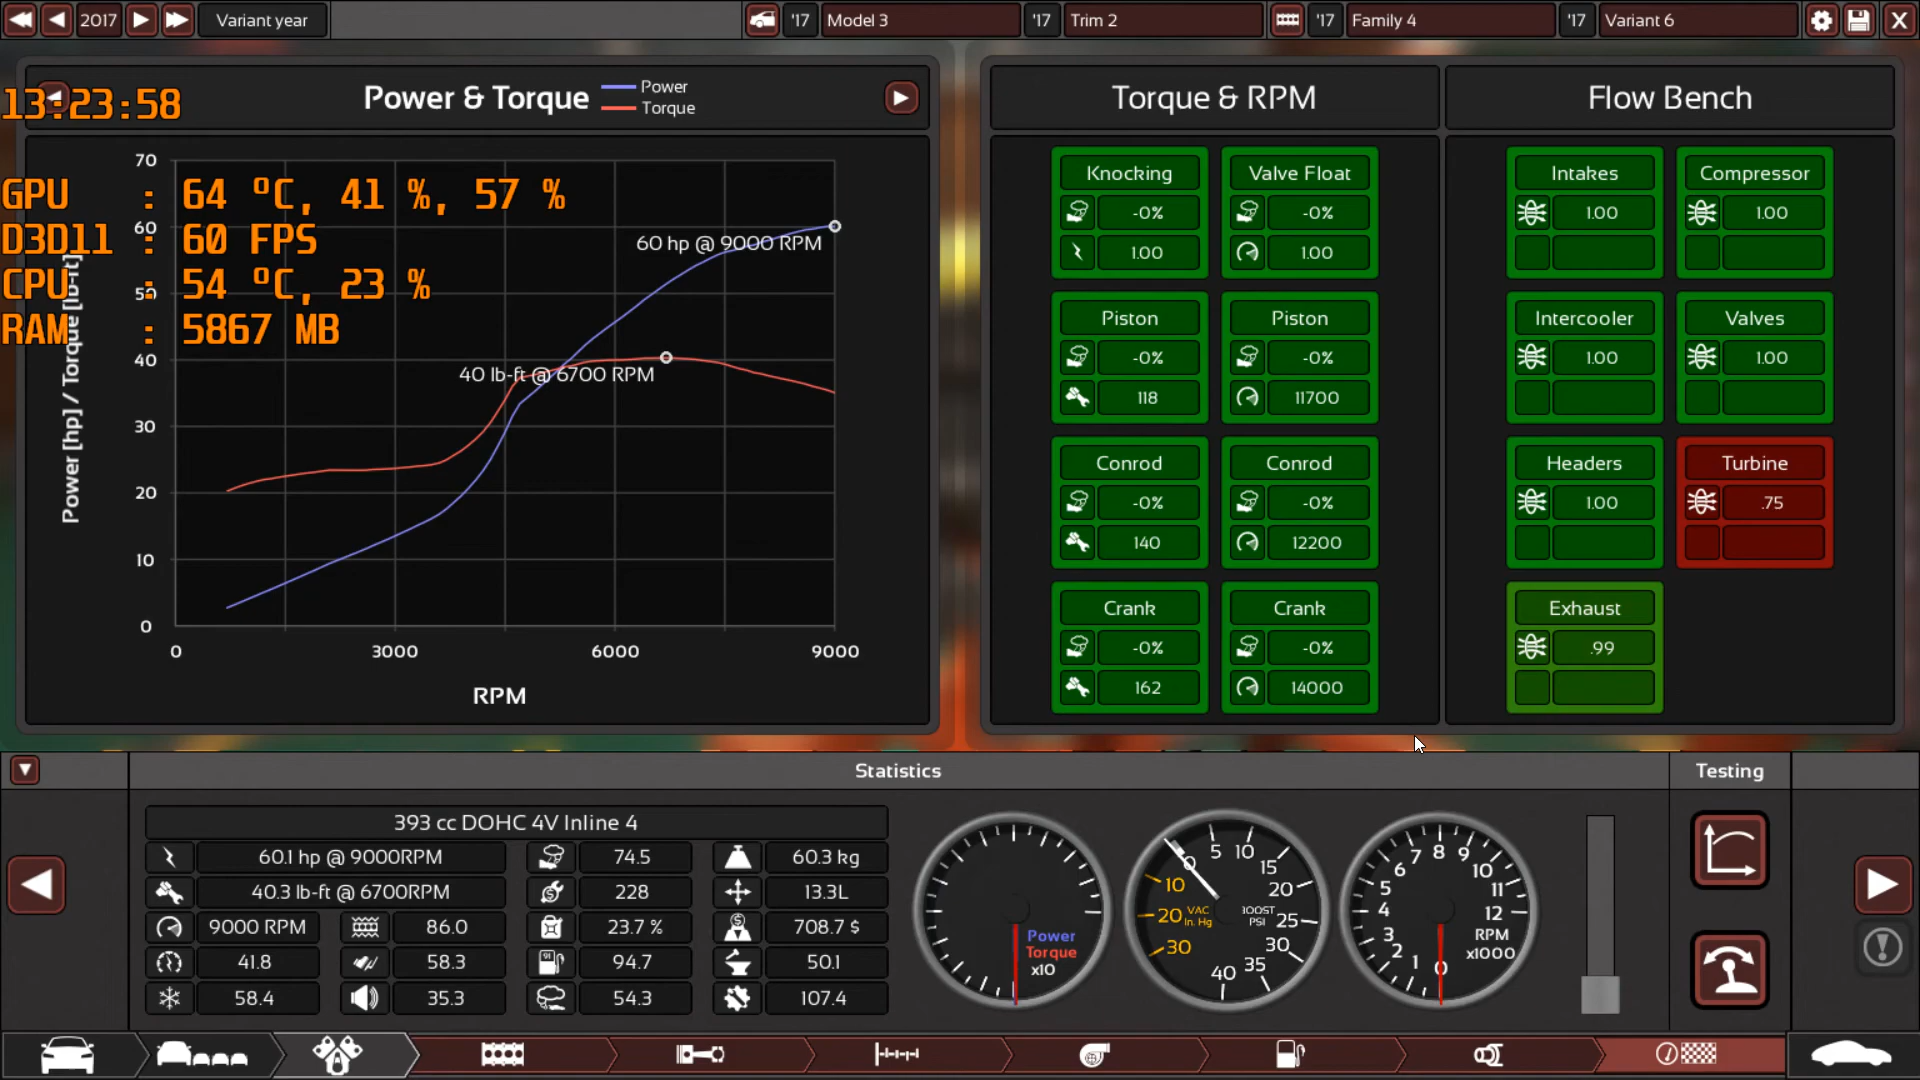 2017
Variant year
'17
Model 3
'17
Trim 2
'17
Family 4
'17
Variant 6
X
Power & Torque
Power
Torque
13:23:58
GPU : 64 ºC, 41 %, 57 %
D3D11 : 60 FPS
CPU : 54 ºC, 23 %
RAM : 5867 MB
Power [hp] / Torque [lb-ft]
70
60
50
40
30
20
10
0
60 hp @ 9000 RPM
40 lb-ft @ 6700 RPM
0 3000 6000 9000
RPM
Torque & RPM
Knocking
-0%
1.00
Valve Float
-0%
1.00
Piston
-0%
118
Piston
-0%
11700
Conrod
-0%
140
Conrod
-0%
12200
Crank
-0%
162
Crank
-0%
14000
Flow Bench
Intakes
1.00
Compressor
1.00
Intercooler
1.00
Valves
1.00
Headers
1.00
Turbine
.75
Exhaust
.99
Statistics
Testing
393 cc DOHC 4V Inline 4
60.1 hp @ 9000RPM
74.5
60.3 kg
40.3 lb-ft @ 6700RPM
228
13.3L
9000 RPM
86.0
23.7 %
708.7 $
41.8
58.3
94.7
50.1
58.4
35.3
54.3
107.4
Power
Torque
x10
0 5 10 15 20 25 30 35 40
10 20 30
VAC
In. Hg
BOOST
PSI
0 1 2 3 4 5 6 7 8 9 10 11 12
RPM
x1000